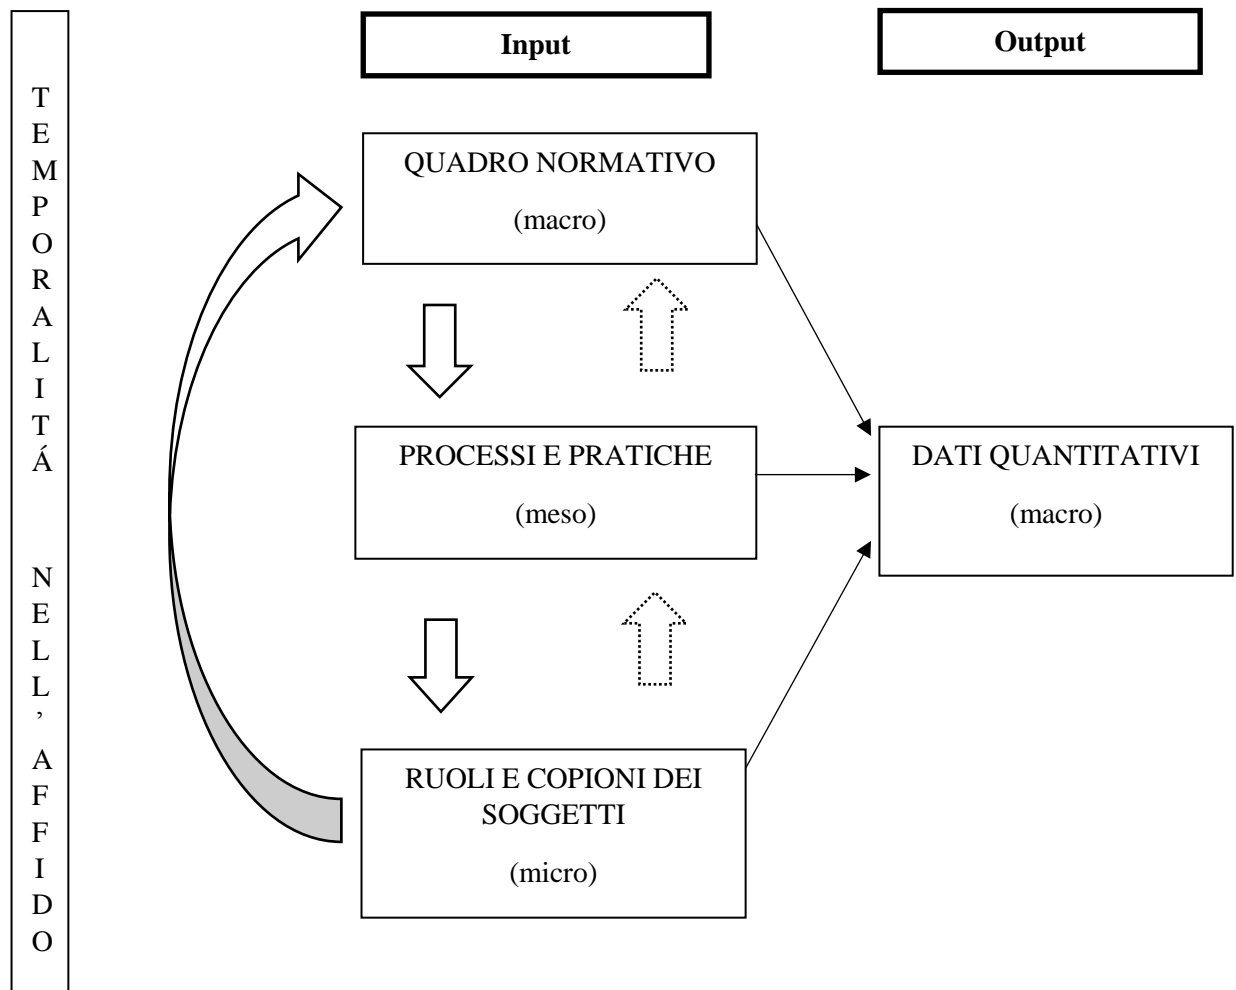 TEMPORALITÁ NELL’AFFIDO
Input
Output
QUADRO NORMATIVO
(macro)
PROCESSI E PRATICHE
(meso)
DATI QUANTITATIVI
(macro)
RUOLI E COPIONI DEI
SOGGETTI
(micro)